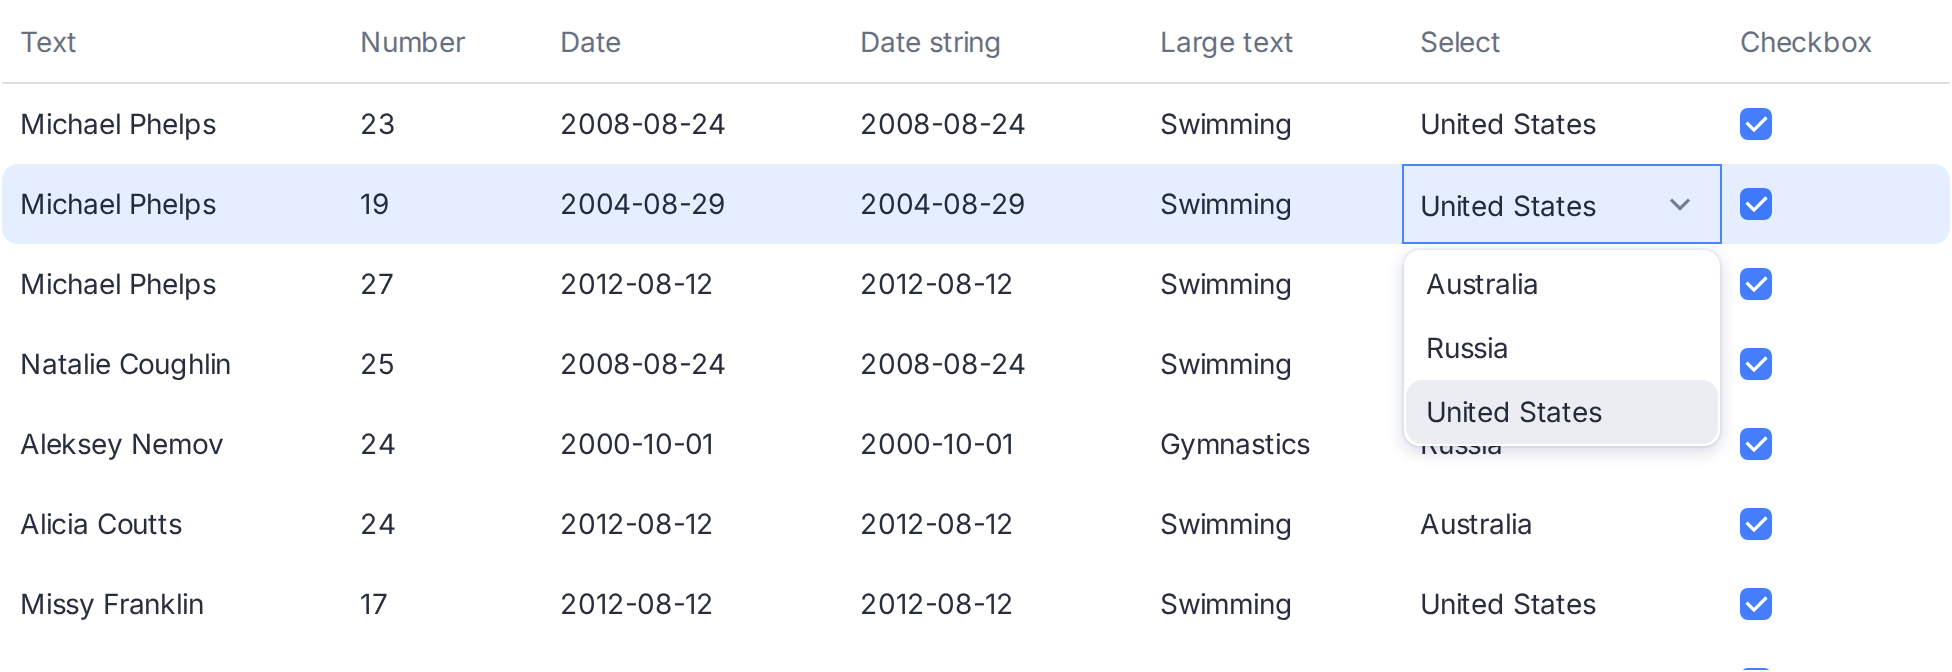 Text Number Date Date string Large text Select Checkbox
Michael Phelps 23 2008-08-24 2008-08-24 Swimming United States
Michael Phelps 19 2004-08-29 2004-08-29 Swimming United States
Michael Phelps 27 2012-08-12 2012-08-12 Swimming Australia
Russia
Natalie Coughlin 25 2008-08-24 2008-08-24 Swimming
United States
Aleksey Nemov 24 2000-10-01 2000-10-01 Gymnastics Russia
Alicia Coutts 24 2012-08-12 2012-08-12 Swimming Australia
Missy Franklin 17 2012-08-12 2012-08-12 Swimming United States